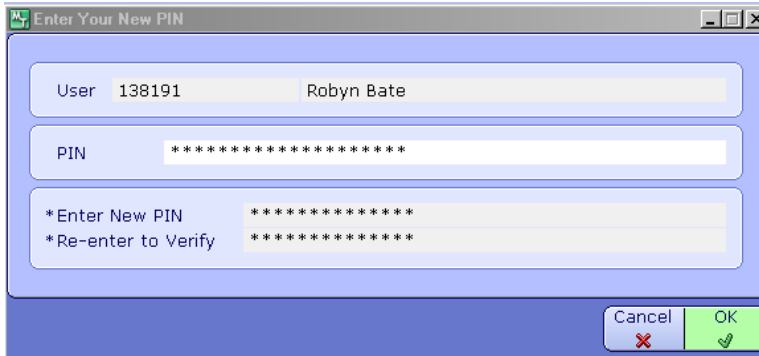 Enter Your New PIN
User 138191 Robyn Bate
PIN ********************
*Enter New PIN **************
*Re-enter to Verify **************
Cancel OK